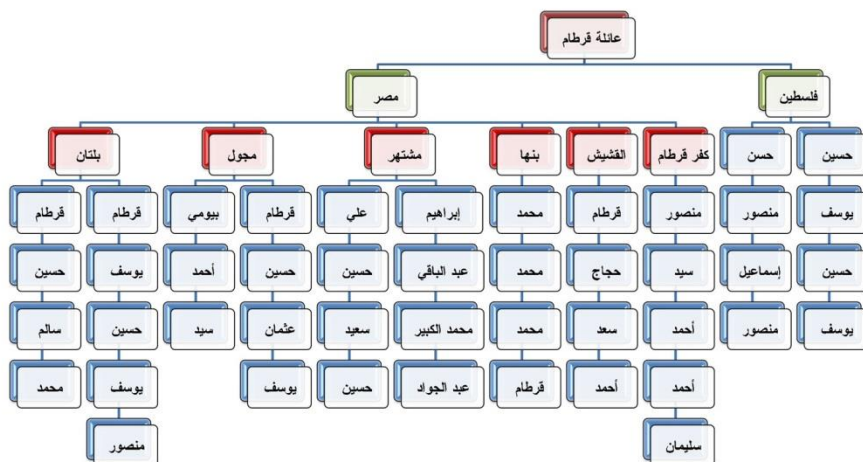 عائلة قرطام
فلسطين
مصر
حسين
حسن
كفر قرطام
القشيش
بنها
مشتهر
مجول
بلتان
يوسف
منصور
منصور
قرطام
محمد
إبراهيم
علي
قرطام
بيومي
قرطام
قرطام
حسين
إسماعيل
سيد
حجاج
محمد
عبد الباقي
حسين
حسين
أحمد
يوسف
حسين
يوسف
منصور
أحمد
سعد
محمد
محمد الكبير
سعيد
عثمان
سيد
حسين
سالم
أحمد
أحمد
قرطام
عبد الجواد
حسين
يوسف
يوسف
محمد
سليمان
منصور